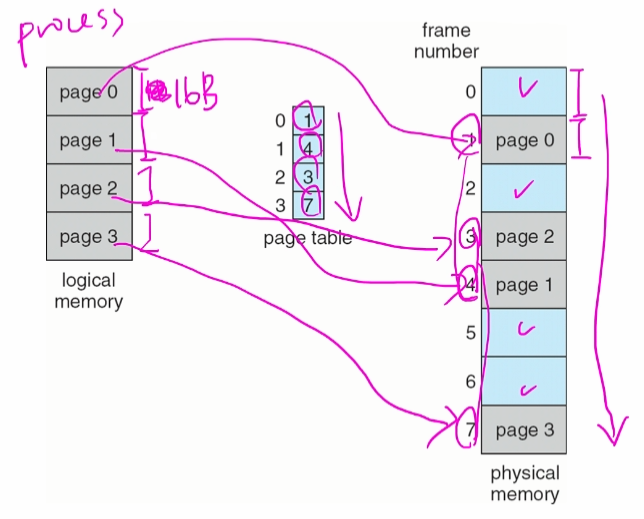 process
frame
number
page 0
16B
page 1
page 2
page 3
logical
memory
0 1
1 4
2 3
3 7
page table
0
1 page 0
2
3 page 2
4 page 1
5
6
7 page 3
physical
memory